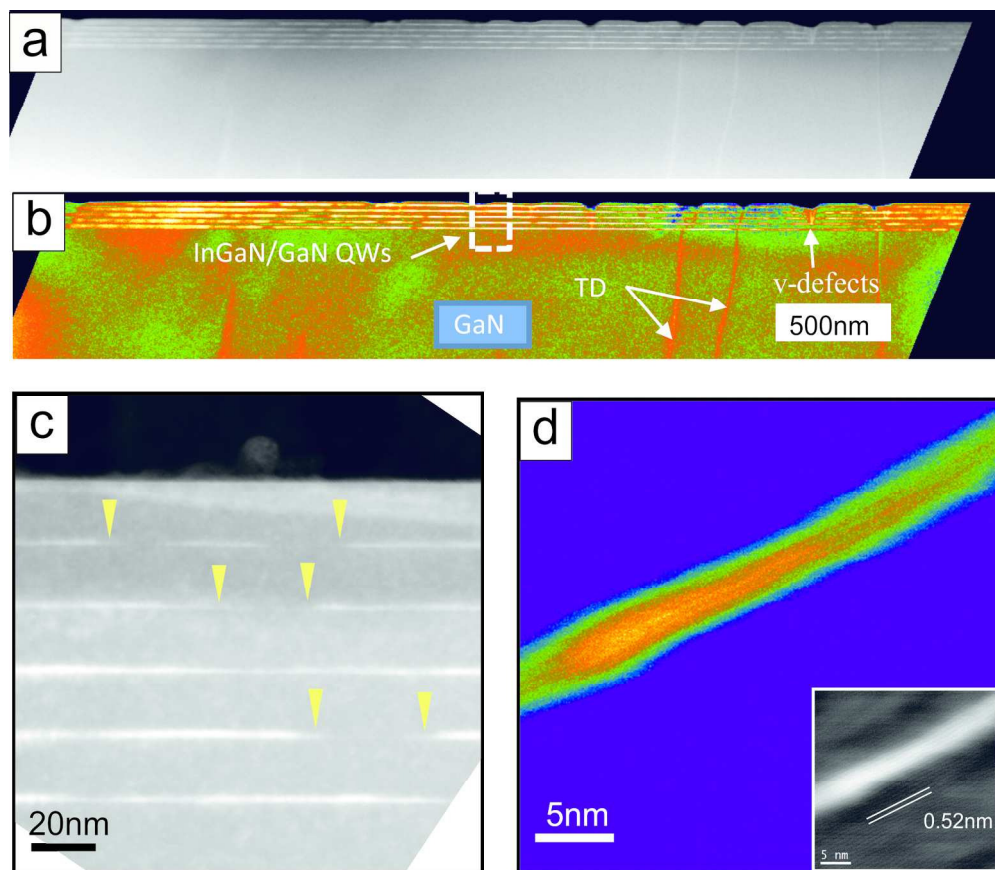 a
b
InGaN/GaN QWs
TD
v-defects
GaN
500nm
c
20nm
d
5nm
0.52nm
5 nm